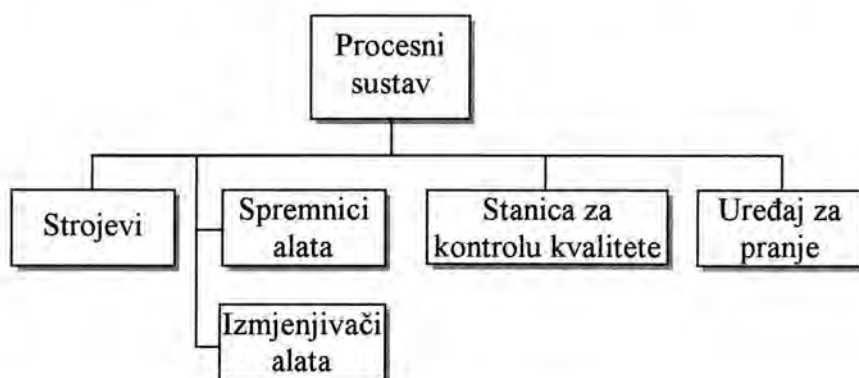 Procesni
sustav
Strojevi
Spremnici
alata
Stanica za
kontrolu kvalitete
Uređaj za
pranje
Izmjenjivači
alata